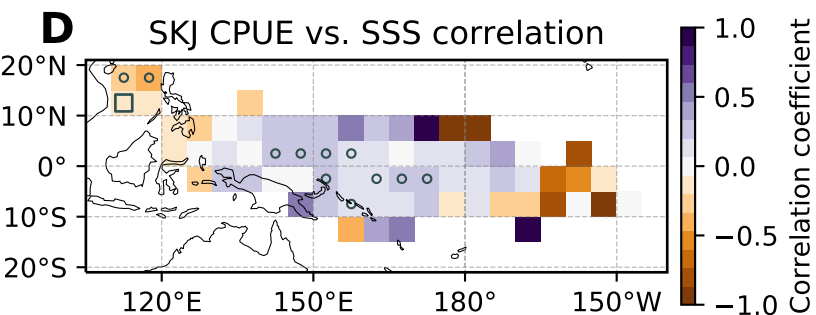 D
SKJ CPUE vs. SSS correlation
20°N
10°N
0°
10°S
20°S
120°E
150°E
180°
150°W
1.0
0.5
0.0
−0.5
−1.0
Correlation coefficient